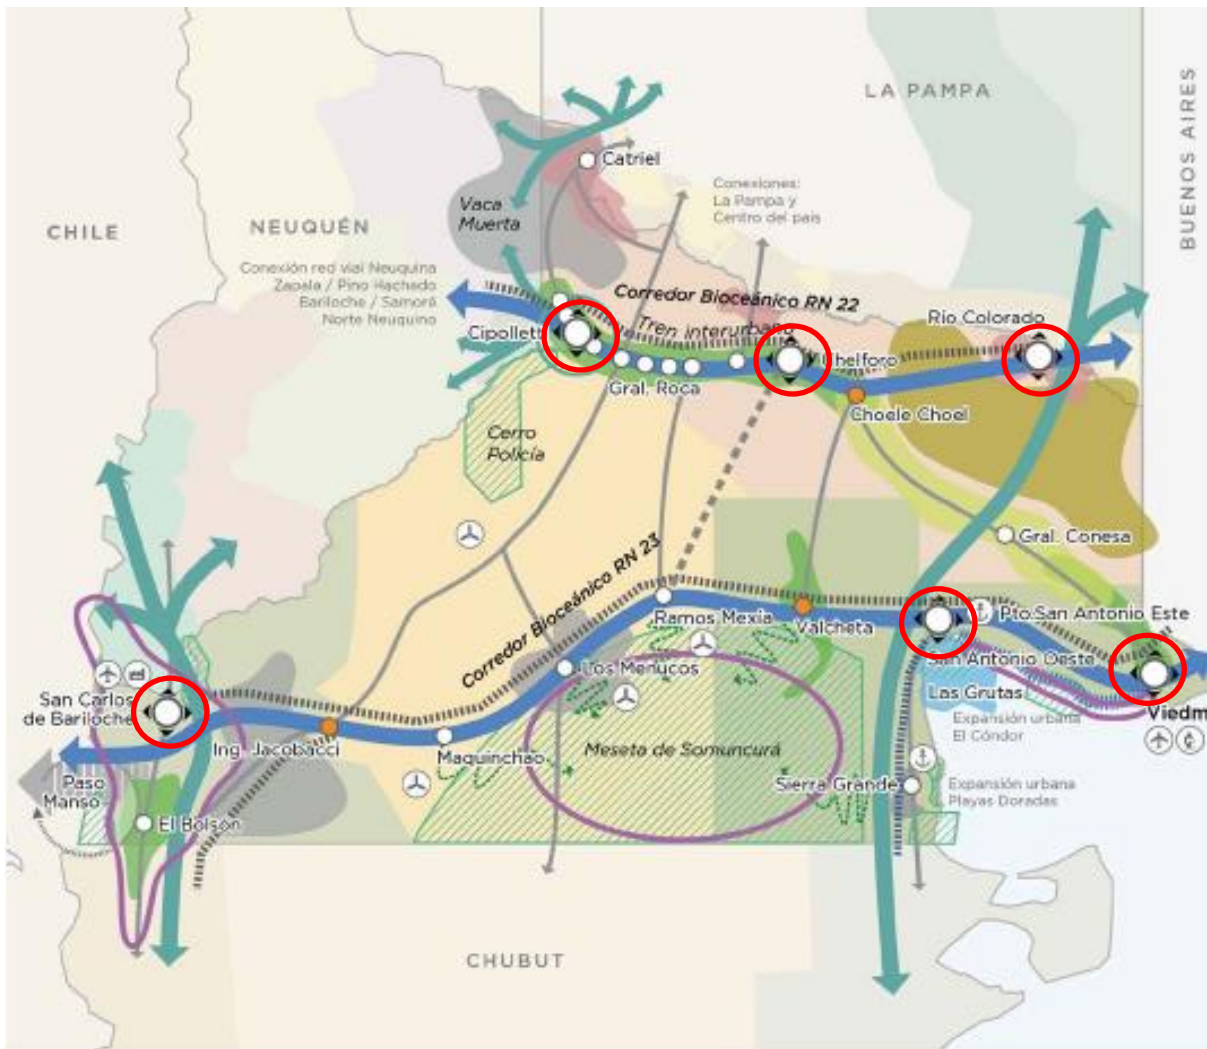 LA PAMPA
BUENOS AIRES
Catriel
Conexiones:
La Pampa y
Centro del país
Vaca
Muerta
CHILE
NEUQUÉN
Conexión red vial Neuquina
Zapala / Pino Hachado
Bariloche / Samoré
Norte Neuquino
Corredor Bioceánico RN 22
Tren interurbano
Río Colorado
Cipollett
Chelforo
Gral. Roca
Choele Choel
Cerro
Policía
Gral. Conesa
Corredor Bioceánico RN 23
Ramos Mexía
Valcheta
Pto.San Antonio Este
San Antonio Oeste
Los Menucos
Las Grutas
San Carlos
de Bariloche
Viedm
Expansión urbana
El Cóndor
Ing. Jacobacci
Maquinchao
Meseta de Somuncurá
Paso
Manso
Sierra Grande
Expansión urbana
Playas Doradas
El Bolsón
CHUBUT